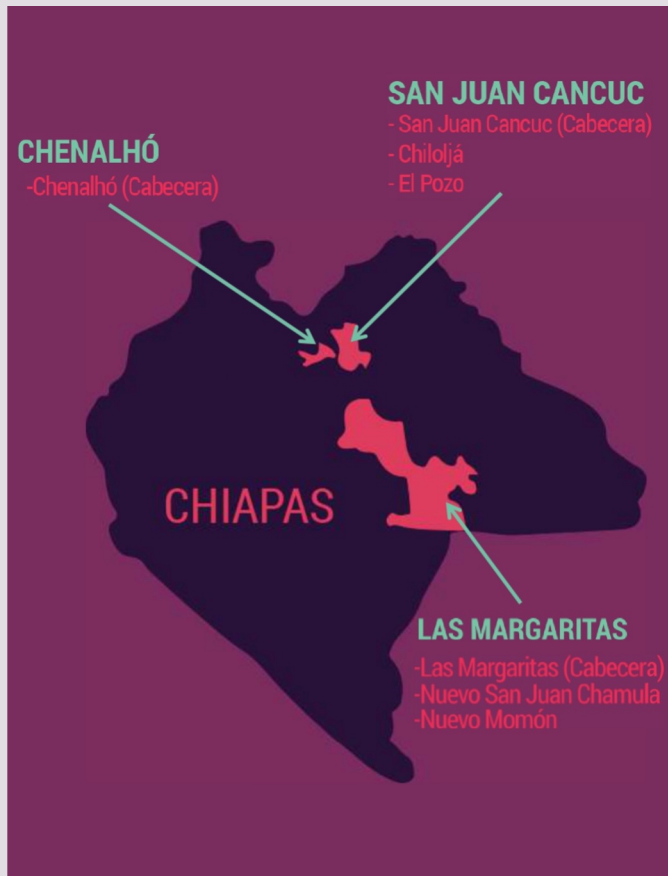 SAN JUAN CANCUC
- San Juan Cancuc (Cabecera)
- Chiloljá
- El Pozo
CHENALHÓ
-Chenalhó (Cabecera)
CHIAPAS
LAS MARGARITAS
-Las Margaritas (Cabecera)
-Nuevo San Juan Chamula
-Nuevo Momón